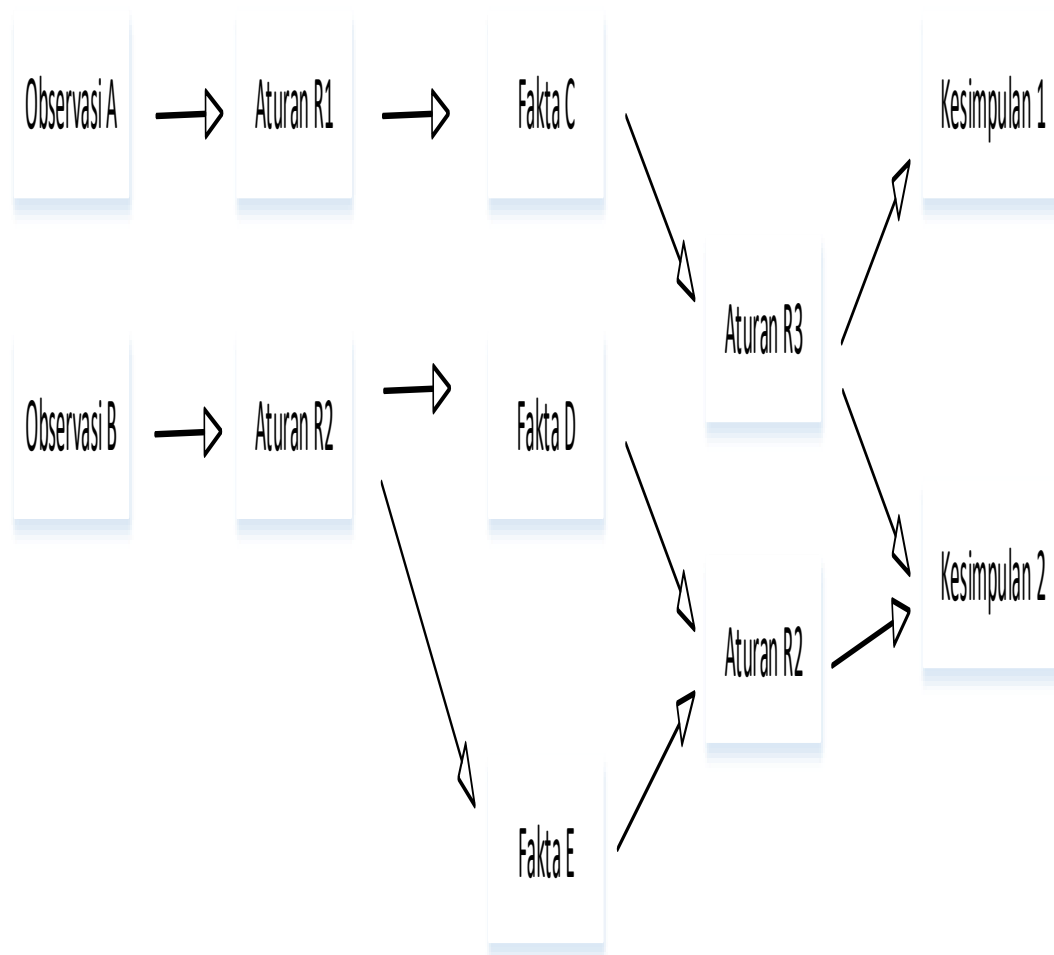 Observasi A
Aturan R1
Fakta C
Kesimpulan 1
Aturan R3
Observasi B
Aturan R2
Fakta D
Kesimpulan 2
Aturan R2
Fakta E